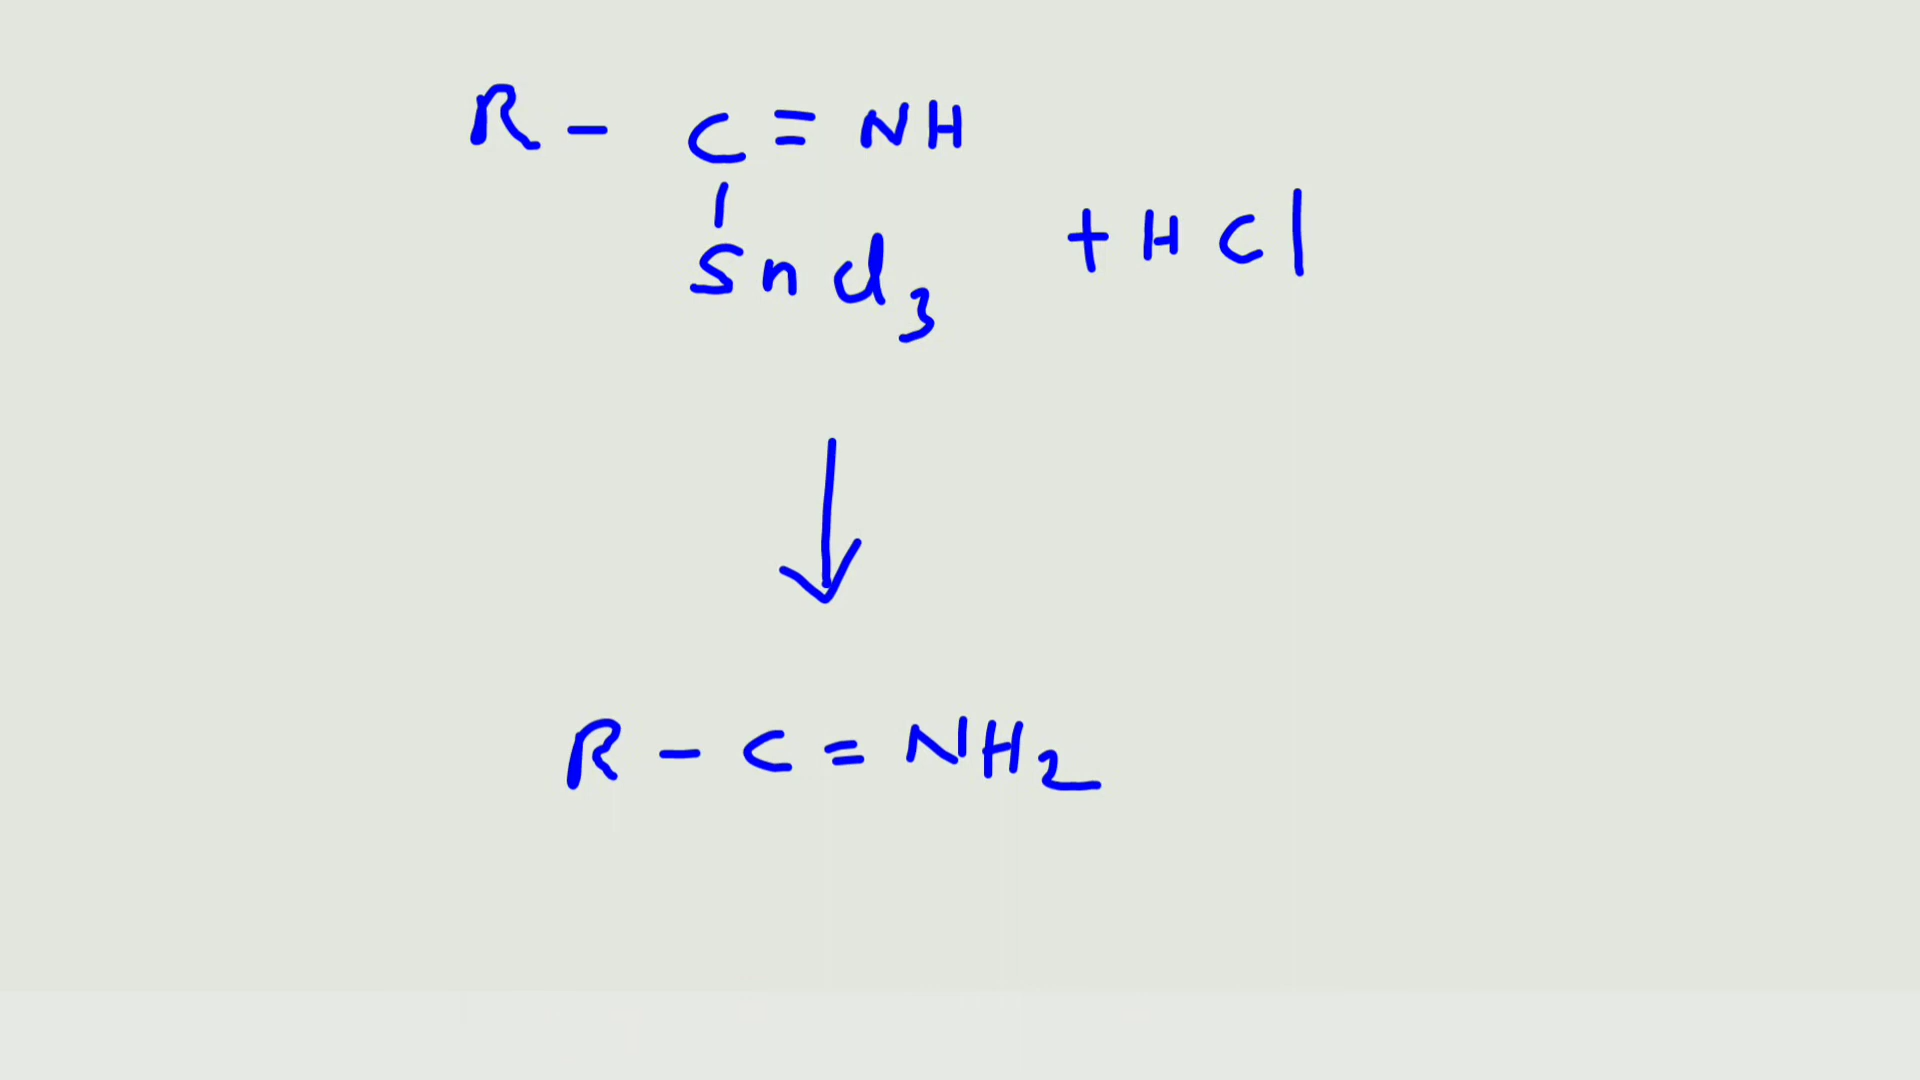 R - C = NH
|
SnCl3 + HCl
↓
R - C = NH2